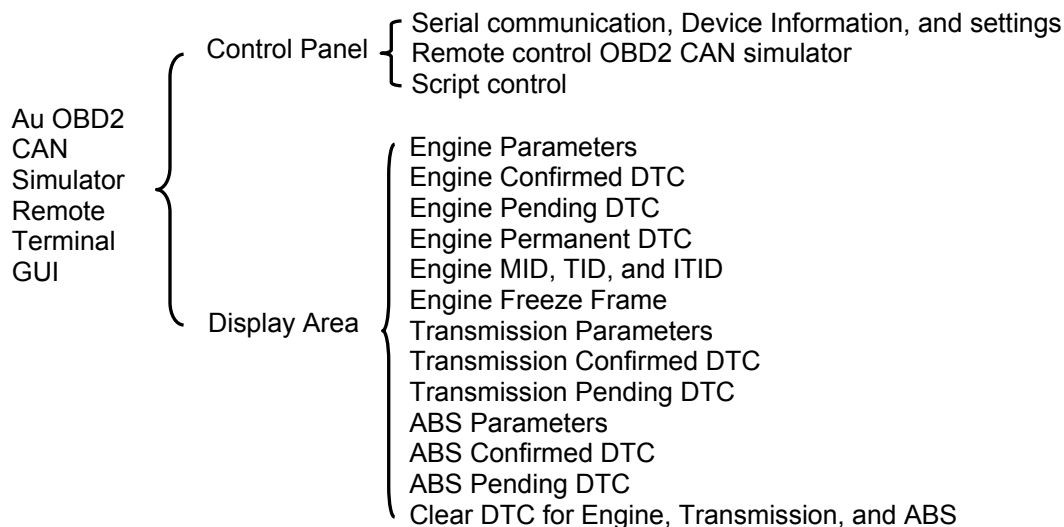 Au OBD2
CAN
Simulator
Remote
Terminal
GUI
Control Panel
Serial communication, Device Information, and settings
Remote control OBD2 CAN simulator
Script control
Display Area
Engine Parameters
Engine Confirmed DTC
Engine Pending DTC
Engine Permanent DTC
Engine MID, TID, and ITID
Engine Freeze Frame
Transmission Parameters
Transmission Confirmed DTC
Transmission Pending DTC
ABS Parameters
ABS Confirmed DTC
ABS Pending DTC
Clear DTC for Engine, Transmission, and ABS